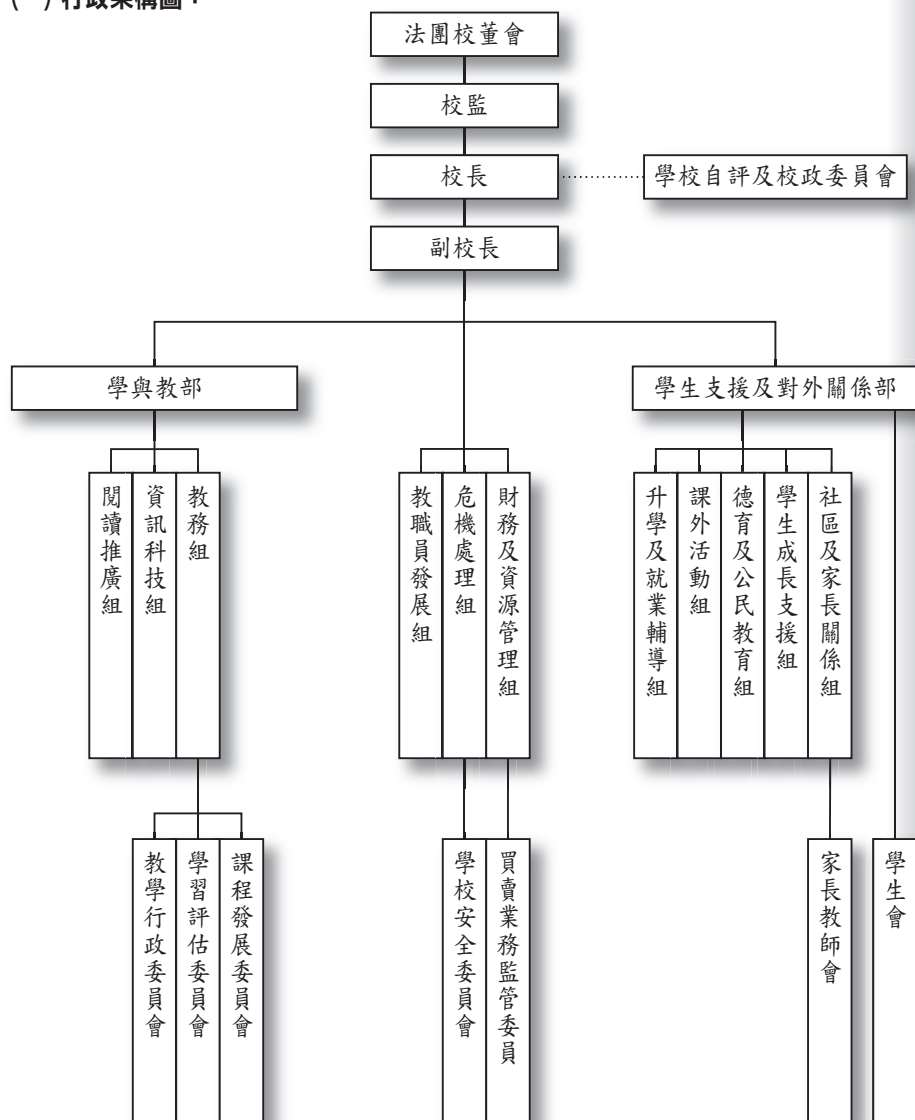 行政架構圖：
法團校董會
校監
校長
學校自評及校政委員會
副校長
學與教部
學生支援及對外關係部
閱讀推廣組
資訊科技組
教務組
教職員發展組
危機處理組
財務及資源管理組
升學及就業輔導組
課外活動組
德育及公民教育組
學生成長支援組
社區及家長關係組
教學行政委員會
學習評估委員會
課程發展委員會
學校安全委員會
買賣業務監管委員
家長教師會
學生會